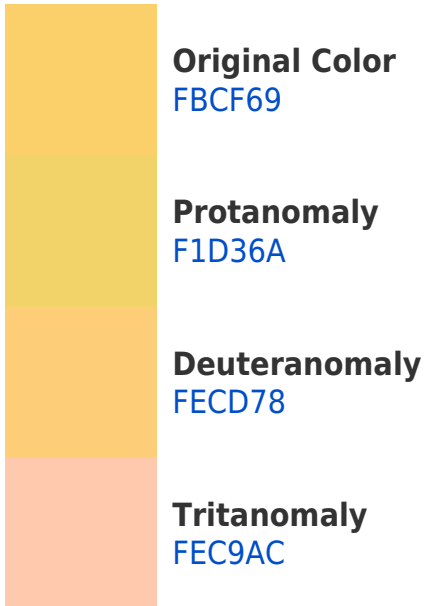 Original Color
FBCF69
Protanomaly
F1D36A
Deuteranomaly
FECD78
Tritanomaly
FEC9AC